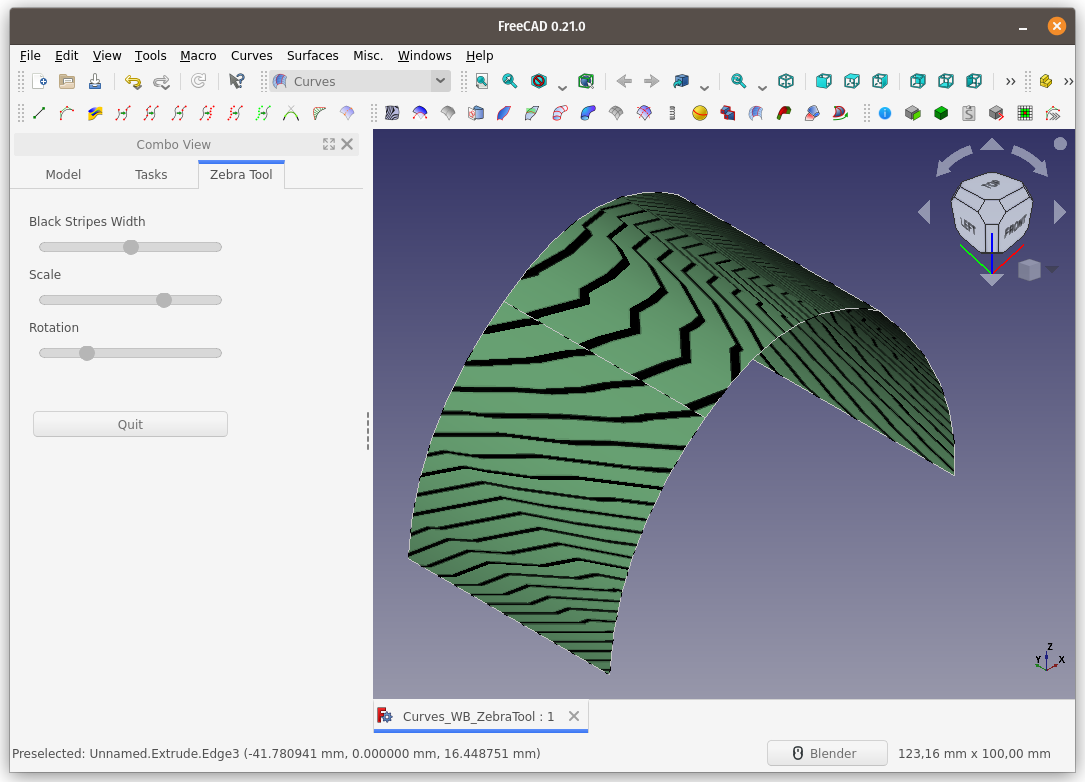 FreeCAD 0.21.0
File Edit View Tools Macro Curves Surfaces Misc. Windows Help
Curves
Combo View
Model Tasks Zebra Tool
Black Stripes Width
Scale
Rotation
Quit
TOP
LEFT FRONT
Z
Y X
Curves_WB_ZebraTool : 1
Preselected: Unnamed.Extrude.Edge3 (-41.780941 mm, 0.000000 mm, 16.448751 mm) Blender 123,16 mm x 100,00 mm